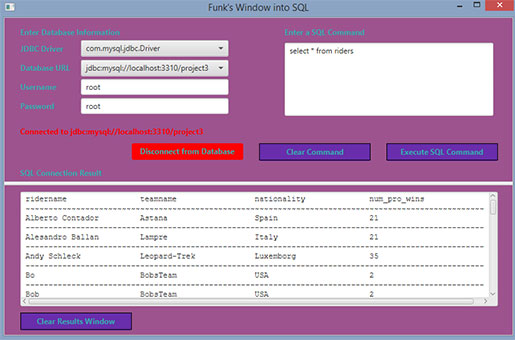 Funk's Window into SQL
Enter Database Information
Enter a SQL Command
JDBC Driver com.mysql.jdbc.Driver
select * from riders
Database URL jdbc:mysql://localhost:3310/project3
Username root
Password root
Connected to jdbc:mysql://localhost:3310/project3
Disconnect from Database Clear Command Execute SQL Command
SQL Connection Result
ridername teamname nationality num_pro_wins
Alberto Contador Astana Spain 21
Alesandro Ballan Lampre Italy 21
Andy Schleck Leopard-Trek Luxemborg 35
Bo BobsTeam USA 2
Bob BobsTeam USA 2
Clear Results Window